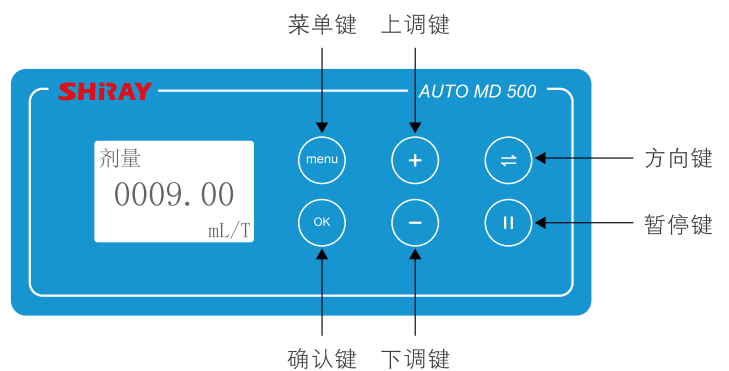 菜单键 上调键
SHIRAY AUTO MD 500
剂量
menu
方向键
0009.00
mL/T
OK
暂停键
确认键 下调键